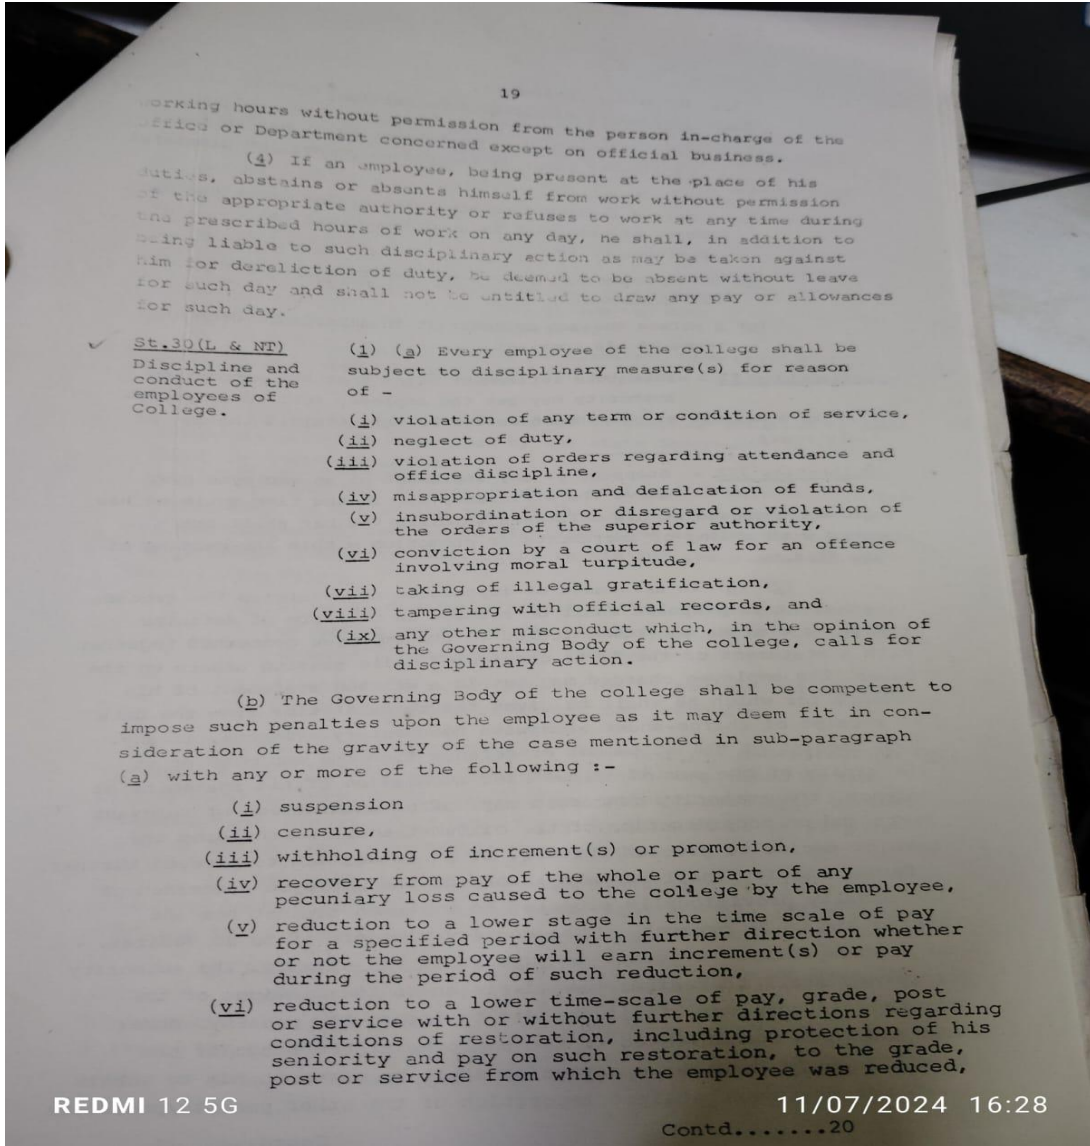 19
working hours without permission from the person in-charge of the
office or Department concerned except on official business.
(4) If an employee, being present at the place of his
duties, abstains or absents himself from work without permission
of the appropriate authority or refuses to work at any time during
the prescribed hours of work on any day, he shall, in addition to
being liable to such disciplinary action as may be taken against
him for dereliction of duty, be deemed to be absent without leave
for such day and shall not be entitled to draw any pay or allowances
for such day.
St.30(L & NT)
Discipline and
conduct of the
employees of
College.
(1) (a) Every employee of the college shall be
subject to disciplinary measure(s) for reason
of -
(i) violation of any term or condition of service,
(ii) neglect of duty,
(iii) violation of orders regarding attendance and
office discipline,
(iv) misappropriation and defalcation of funds,
(v) insubordination or disregard or violation of
the orders of the superior authority,
(vi) conviction by a court of law for an offence
involving moral turpitude,
(vii) taking of illegal gratification,
(viii) tampering with official records, and
(ix) any other misconduct which, in the opinion of
the Governing Body of the college, calls for
disciplinary action.
(b) The Governing Body of the college shall be competent to
impose such penalties upon the employee as it may deem fit in con-
sideration of the gravity of the case mentioned in sub-paragraph
(a) with any or more of the following :-
(i) suspension
(ii) censure,
(iii) withholding of increment(s) or promotion,
(iv) recovery from pay of the whole or part of any
pecuniary loss caused to the college by the employee,
(v) reduction to a lower stage in the time scale of pay
for a specified period with further direction whether
or not the employee will earn increment(s) or pay
during the period of such reduction,
(vi) reduction to a lower time-scale of pay, grade, post
or service with or without further directions regarding
conditions of restoration, including protection of his
seniority and pay on such restoration, to the grade,
post or service from which the employee was reduced,
REDMI 12 5G
11/07/2024 16:28
Contd........20